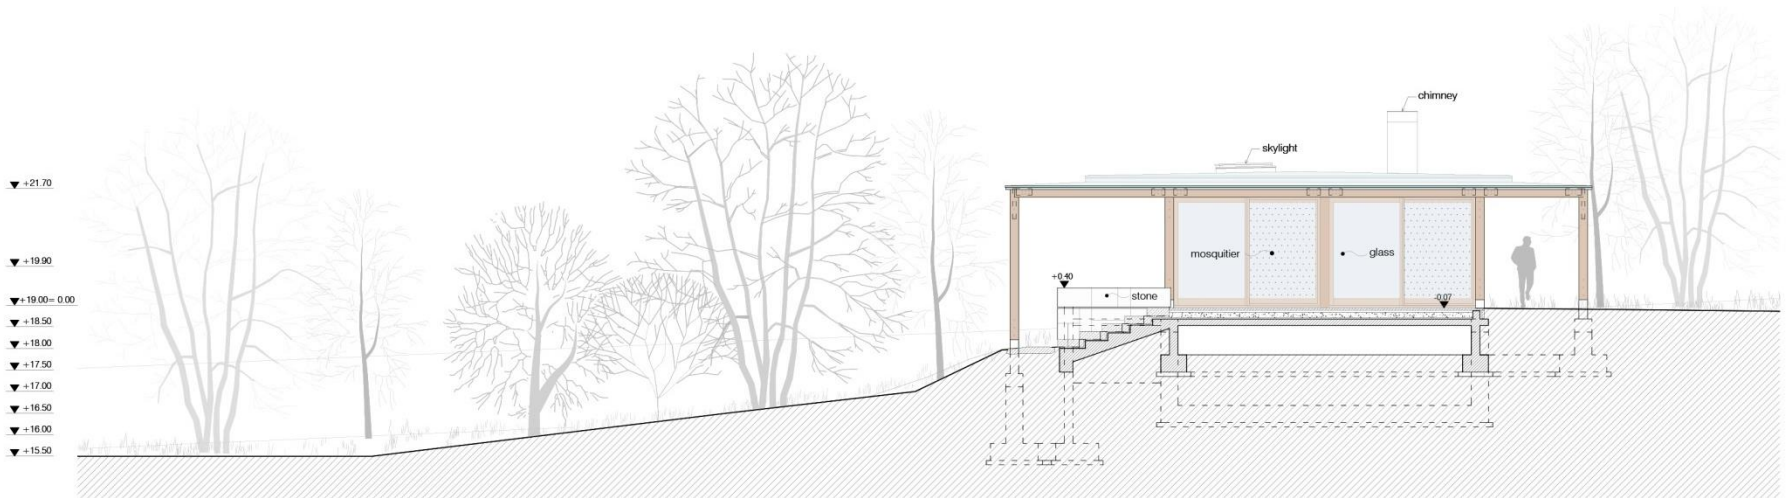 chimney
skylight
+21.70
mosquitier
glass
+19.90
+0.40
stone
+19.00= 0.00
-0.07
+18.50
+18.00
+17.50
+17.00
+16.50
+16.00
+15.50